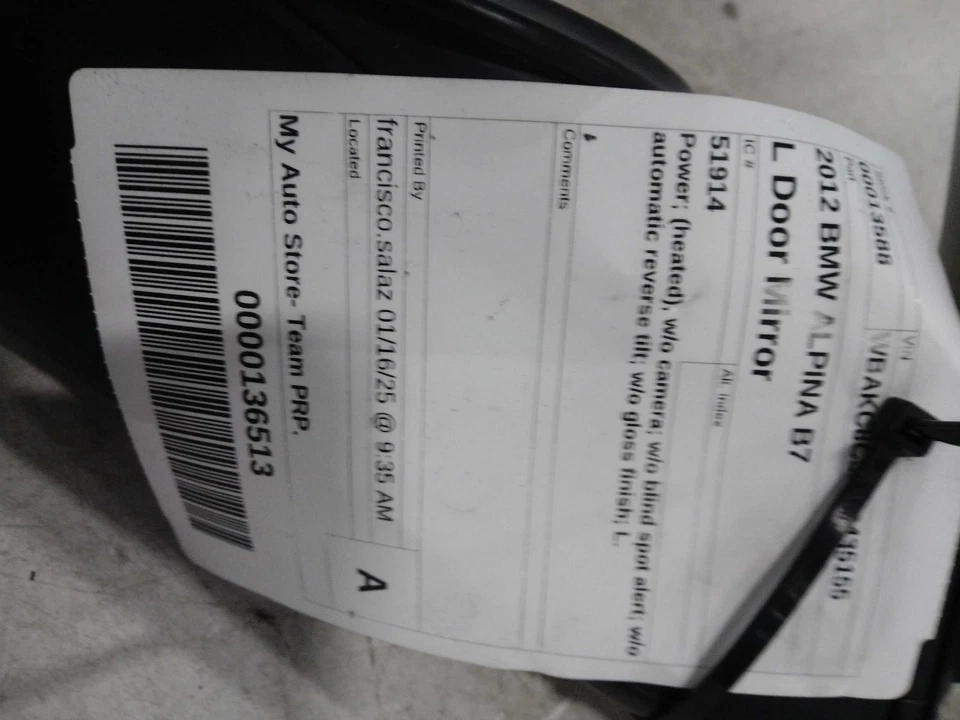 00013588
VIN
Part
2012 BMW ALPINA B7
L Door Mirror
IC #
Alt. Index
51914
Power; (heated), w/o camera; w/o blind spot alert; w/o
automatic reverse tilt; w/o gloss finish; L.
Comments
Printed By
francisco.salaz 01/16/25 @ 9:35 AM
A
Located
My Auto Store- Team PRP.
0000136513